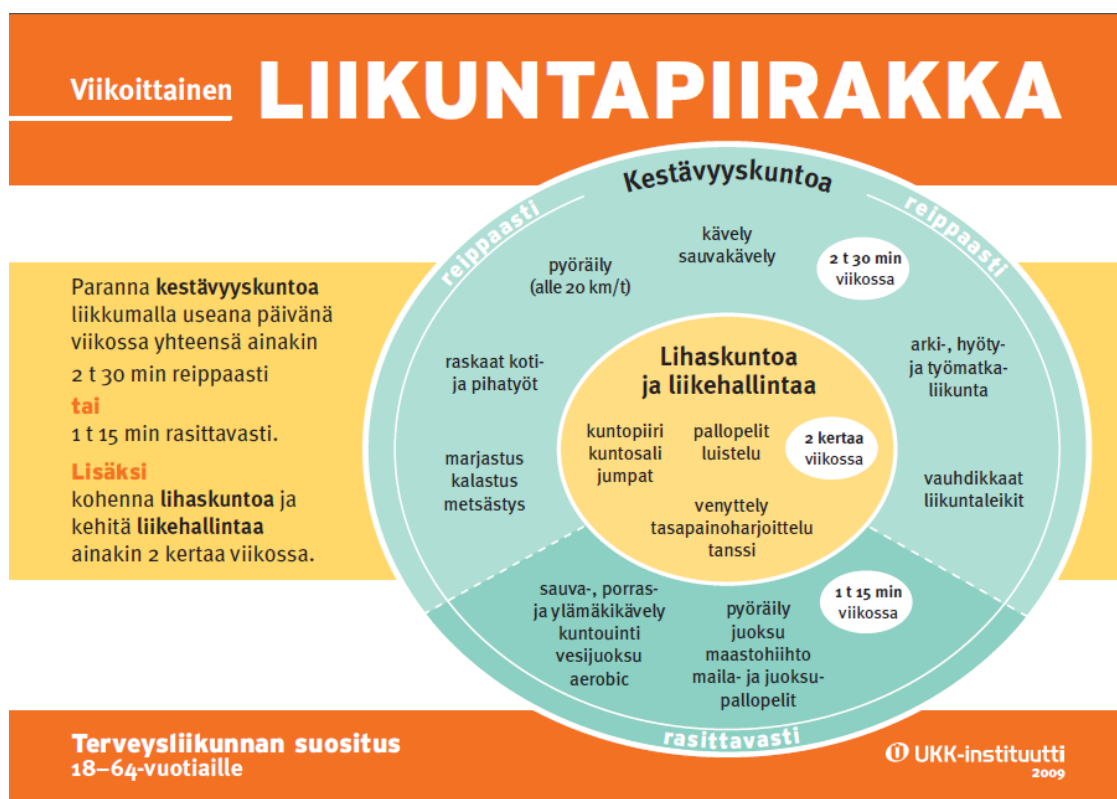 Viikoittainen LIIKUNTAPIIRAKKA
Paranna kestävyyskuntoa
liikkumalla useana päivänä
viikossa yhteensä ainakin
2 t 30 min reippaasti
tai
1 t 15 min rasittavasti.
Lisäksi
kohenna lihaskuntoa ja
kehitä liikehallintaa
ainakin 2 kertaa viikossa.
Kestävyyskuntoa
reippaasti
reippaasti
kävely
sauvakävely
2 t 30 min
viikossa
pyöräily
(alle 20 km/t)
raskaat koti-
ja pihatyöt
marjastus
kalastus
metsästys
arki-, hyöty-
ja työmatka-
liikunta
vauhdikkaat
liikuntaleikit
Lihaskuntoa
ja liikehallintaa
kuntopiiri
kuntosali
jumpat
pallopelit
luistelu
2 kertaa
viikossa
venyttely
tasapainoharjoittelu
tanssi
sauva-, porras-
ja ylämäkikävely
kuntouinti
vesijuoksu
aerobic
pyöräily
juoksu
maastohiihto
maila- ja juoksu-
pallopelit
1 t 15 min
viikossa
rasittavasti
Terveysliikunnan suositus
18–64-vuotiaille
UKK-instituutti
2009